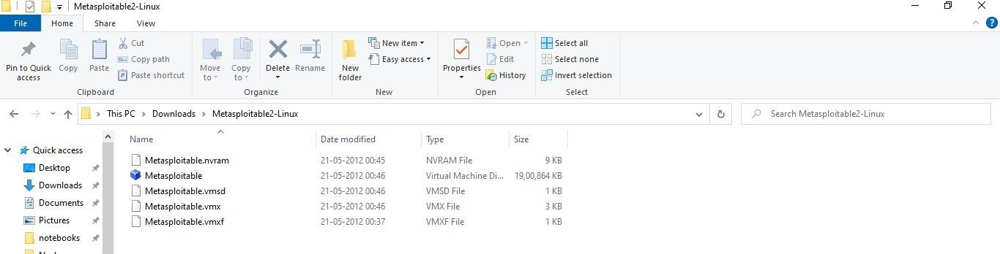 Metasploitable2-Linux
File Home Share View
Pin to Quick access
Copy
Paste
Cut
Copy path
Paste shortcut
Clipboard
Move to
Copy to
Delete
Rename
Organize
New folder
New item
Easy access
New
Properties
Open
Edit
History
Open
Select all
Select none
Invert selection
Select
This PC > Downloads > Metasploitable2-Linux
Search Metasploitable2-Linux
Quick access
Desktop
Downloads
Documents
Pictures
notebooks
Name Date modified Type Size
Metasploitable.nvram 21-05-2012 00:45 NVRAM File 9 KB
Metasploitable 21-05-2012 00:46 Virtual Machine Di... 19,00,864 KB
Metasploitable.vmsd 21-05-2012 00:46 VMSD File 1 KB
Metasploitable.vmx 21-05-2012 00:46 VMX File 3 KB
Metasploitable.vmxf 21-05-2012 00:37 VMXF File 1 KB